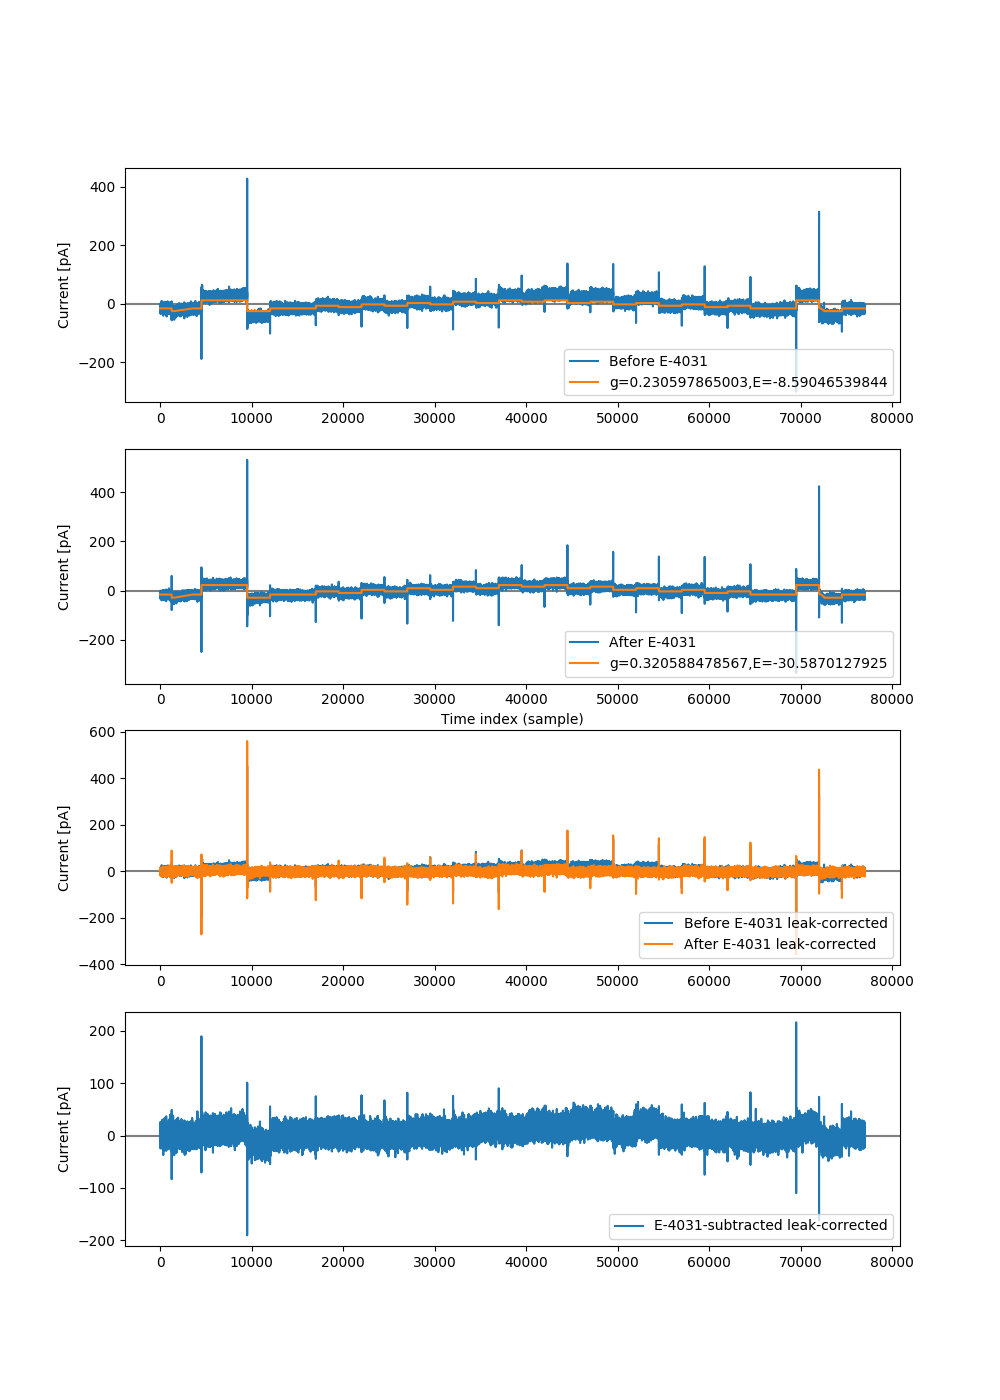 400
200
0
−200
Current [pA]
Before E-4031
g=0.230597865003,E=-8.59046539844
0 10000 20000 30000 40000 50000 60000 70000 80000
400
200
0
−200
Current [pA]
After E-4031
g=0.320588478567,E=-30.5870127925
0 10000 20000 30000 40000 50000 60000 70000 80000
Time index (sample)
600
400
200
0
−200
−400
Current [pA]
Before E-4031 leak-corrected
After E-4031 leak-corrected
0 10000 20000 30000 40000 50000 60000 70000 80000
200
100
0
−100
−200
Current [pA]
E-4031-subtracted leak-corrected
0 10000 20000 30000 40000 50000 60000 70000 80000